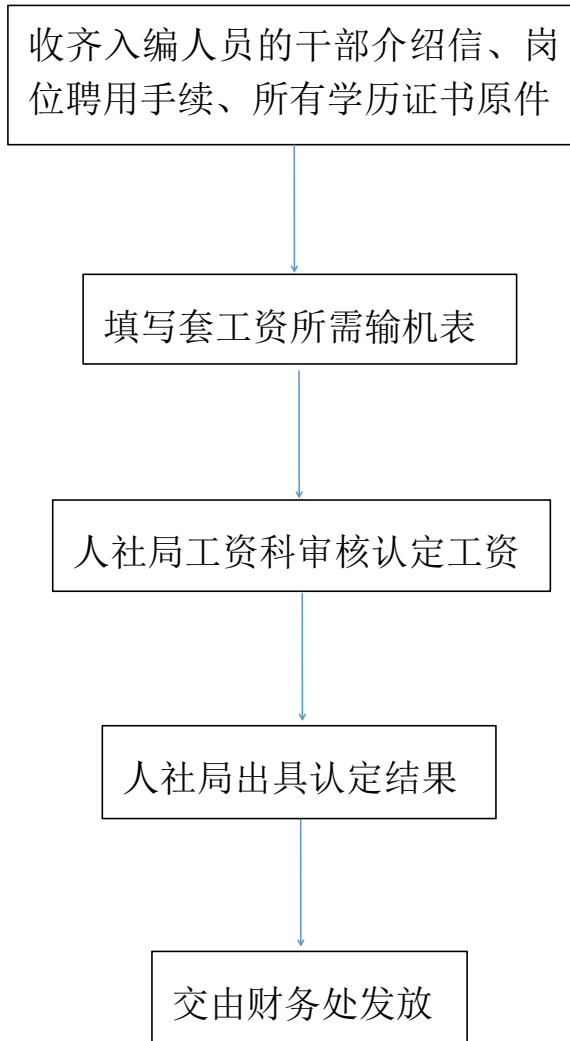 收齐入编人员的干部介绍信、岗
位聘用手续、所有学历证书原件
填写套工资所需输机表
人社局工资科审核认定工资
人社局出具认定结果
交由财务处发放